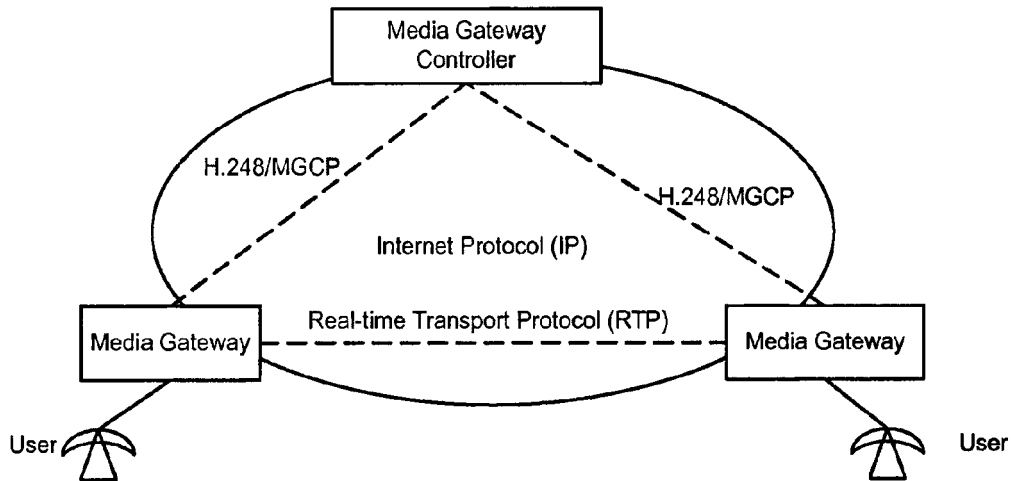 Media Gateway
Controller
H.248/MGCP
H.248/MGCP
Internet Protocol (IP)
Real-time Transport Protocol (RTP)
Media Gateway
Media Gateway
User
User